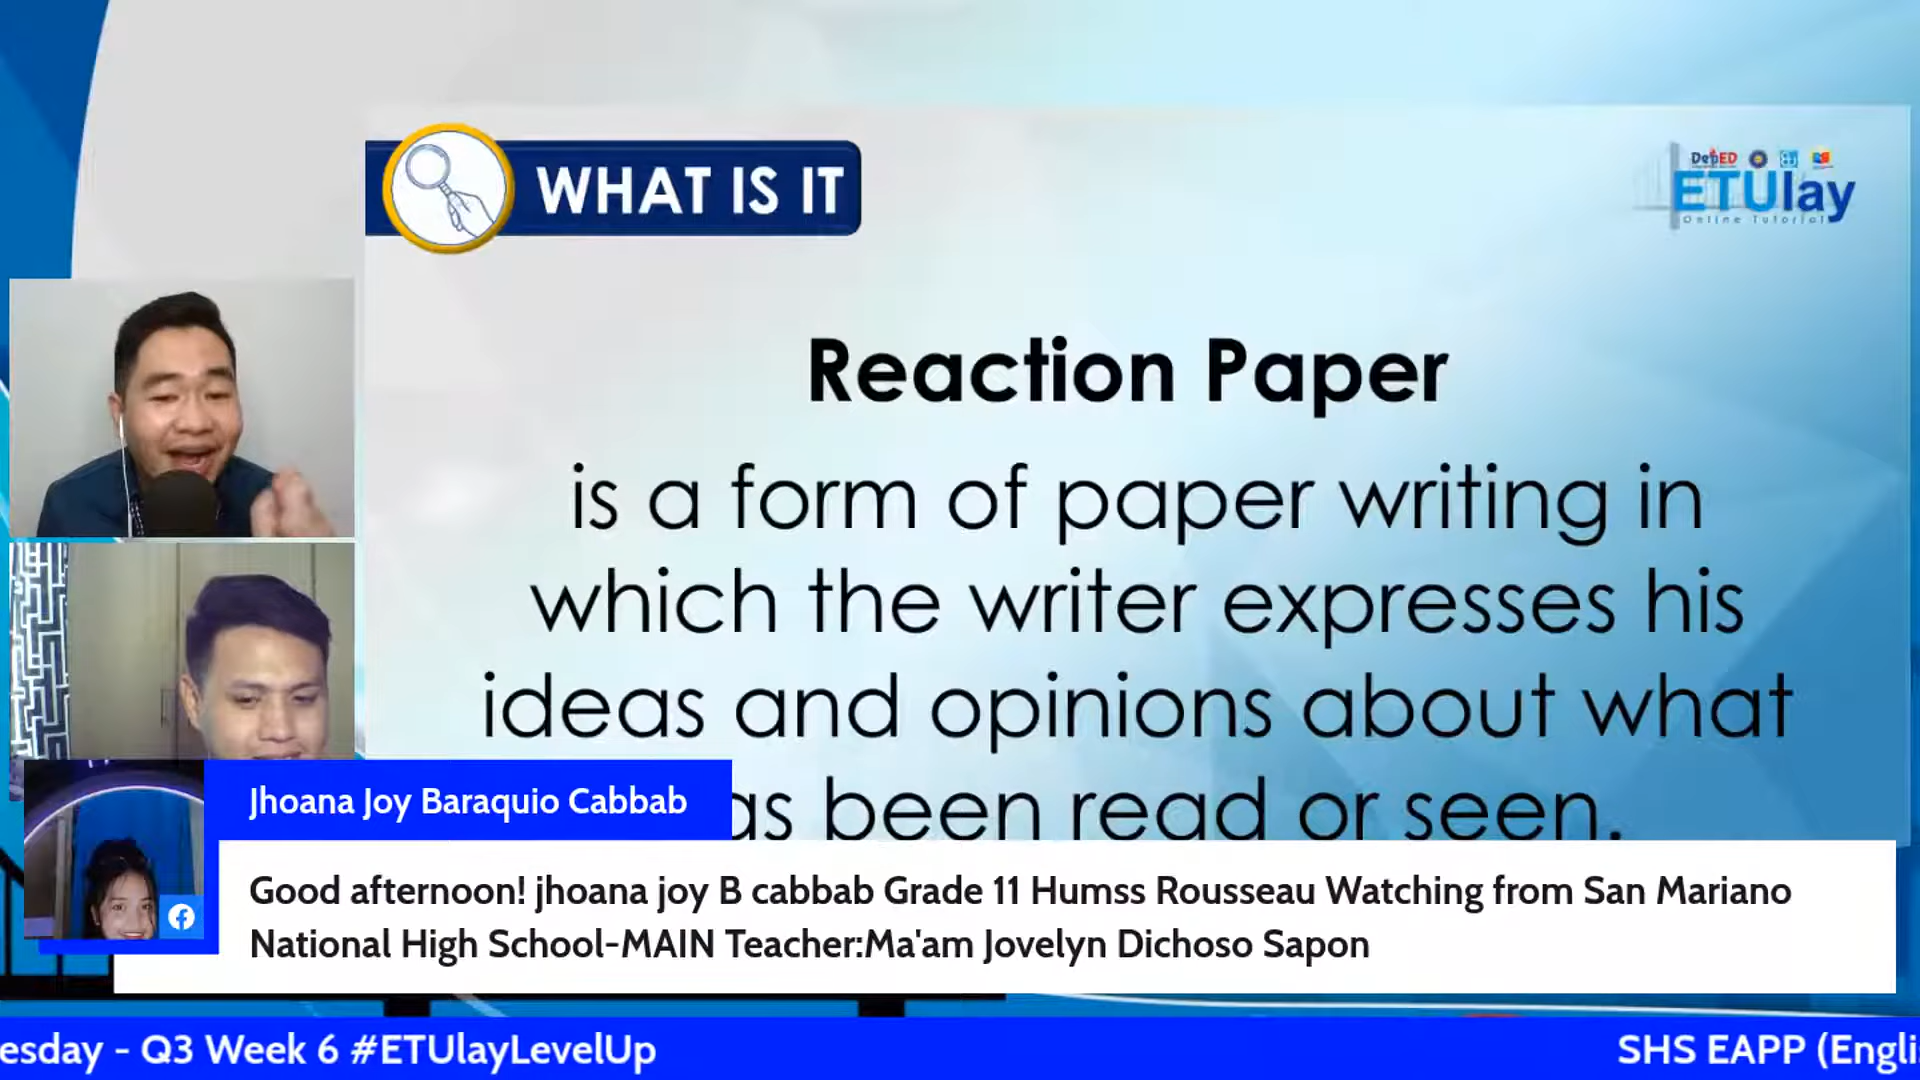 WHAT IS IT
DepED
ETUlay
Online Tutorial
Reaction Paper
is a form of paper writing in
which the writer expresses his
ideas and opinions about what
as been read or seen.
Jhoana Joy Baraquio Cabbab
Good afternoon! jhoana joy B cabbab Grade 11 Humss Rousseau Watching from San Mariano
National High School-MAIN Teacher:Ma'am Jovelyn Dichoso Sapon
esday - Q3 Week 6 #ETUlayLevelUp
SHS EAPP (Engli